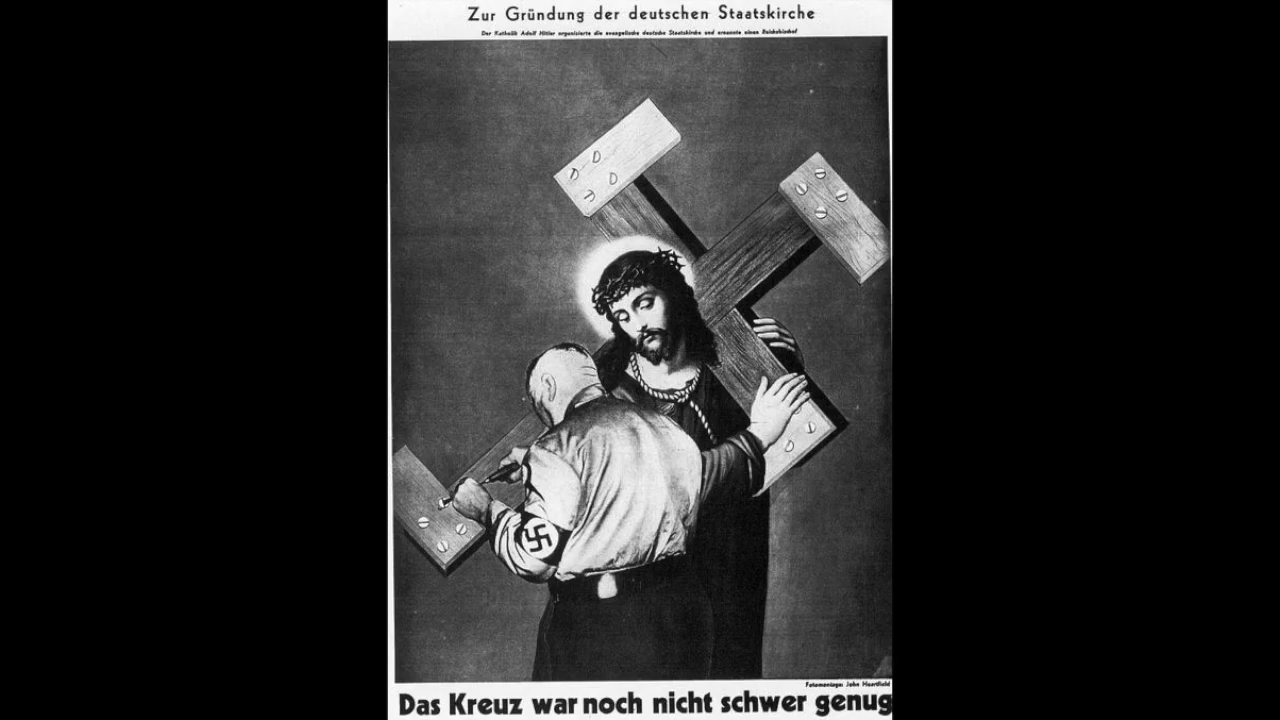 Zur Gründung der deutschen Staatskirche
Der Katholik Adolf Hitler organisierte die evangelische deutsche Staatskirche und ernannte einen Reichsbischof
Fotomontage: John Heartfield
Das Kreuz war noch nicht schwer genug